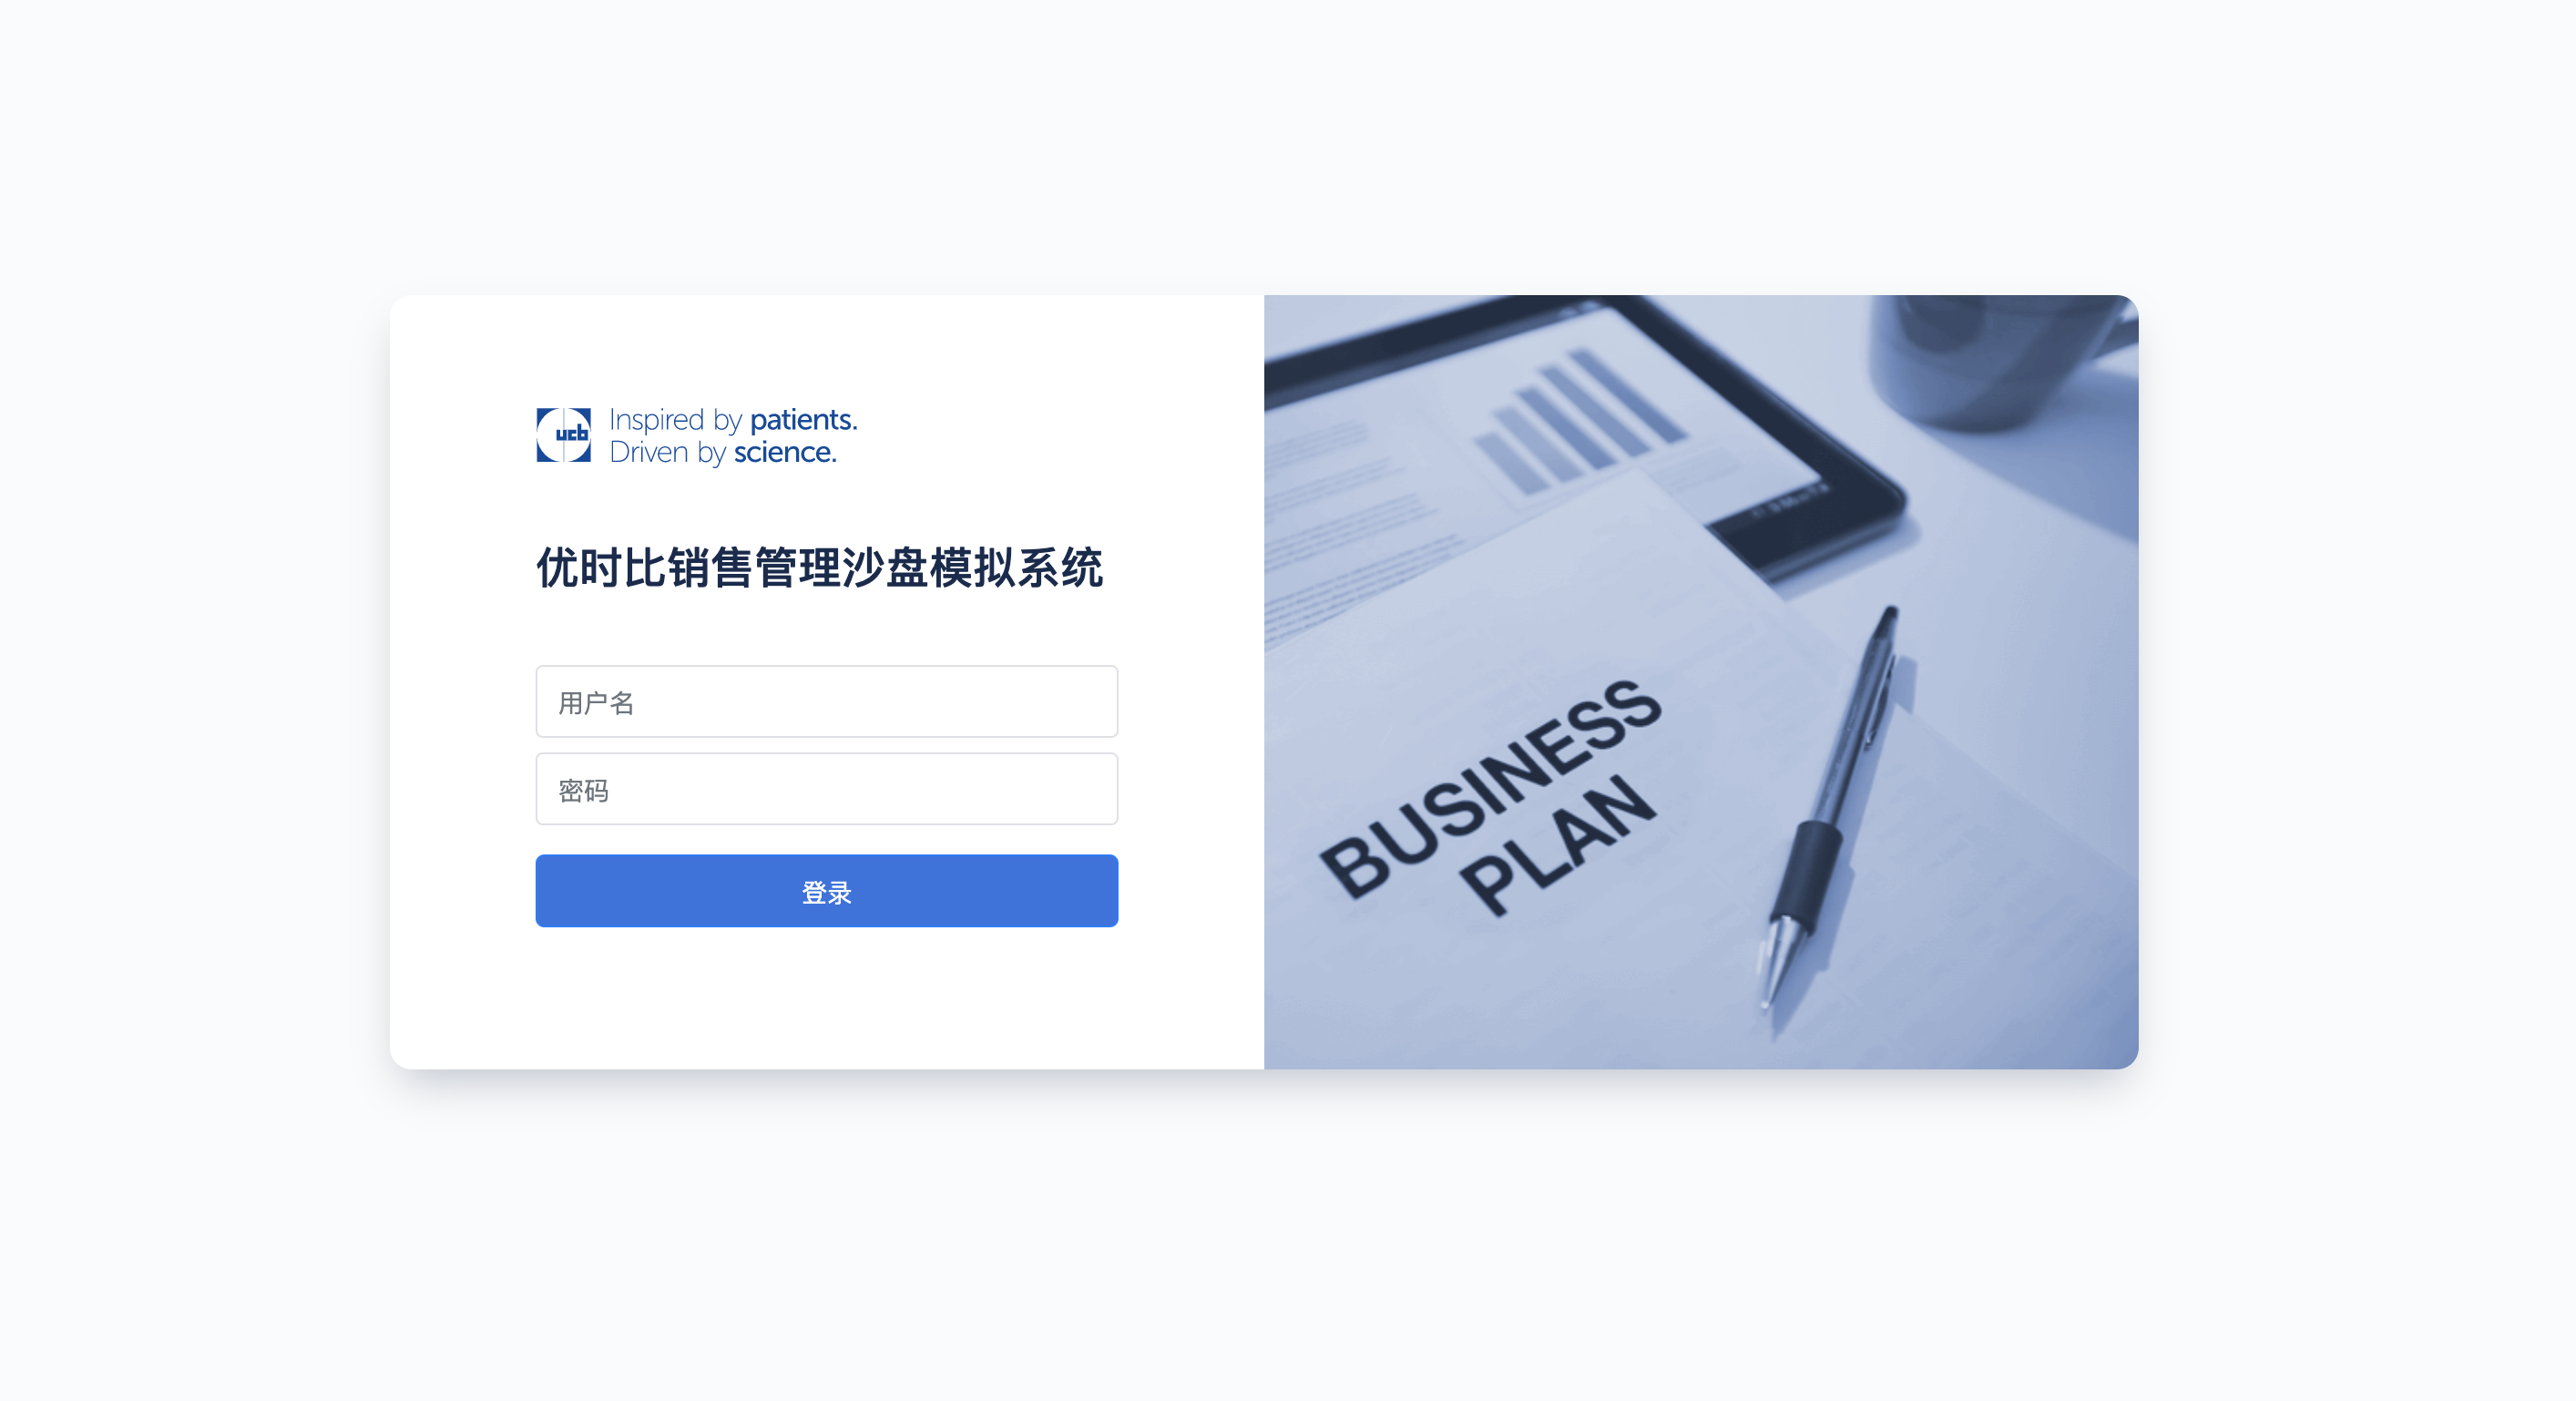 ucb
Inspired by patients.
Driven by science.
优时比销售管理沙盘模拟系统
用户名
密码
登录
BUSINESS
PLAN